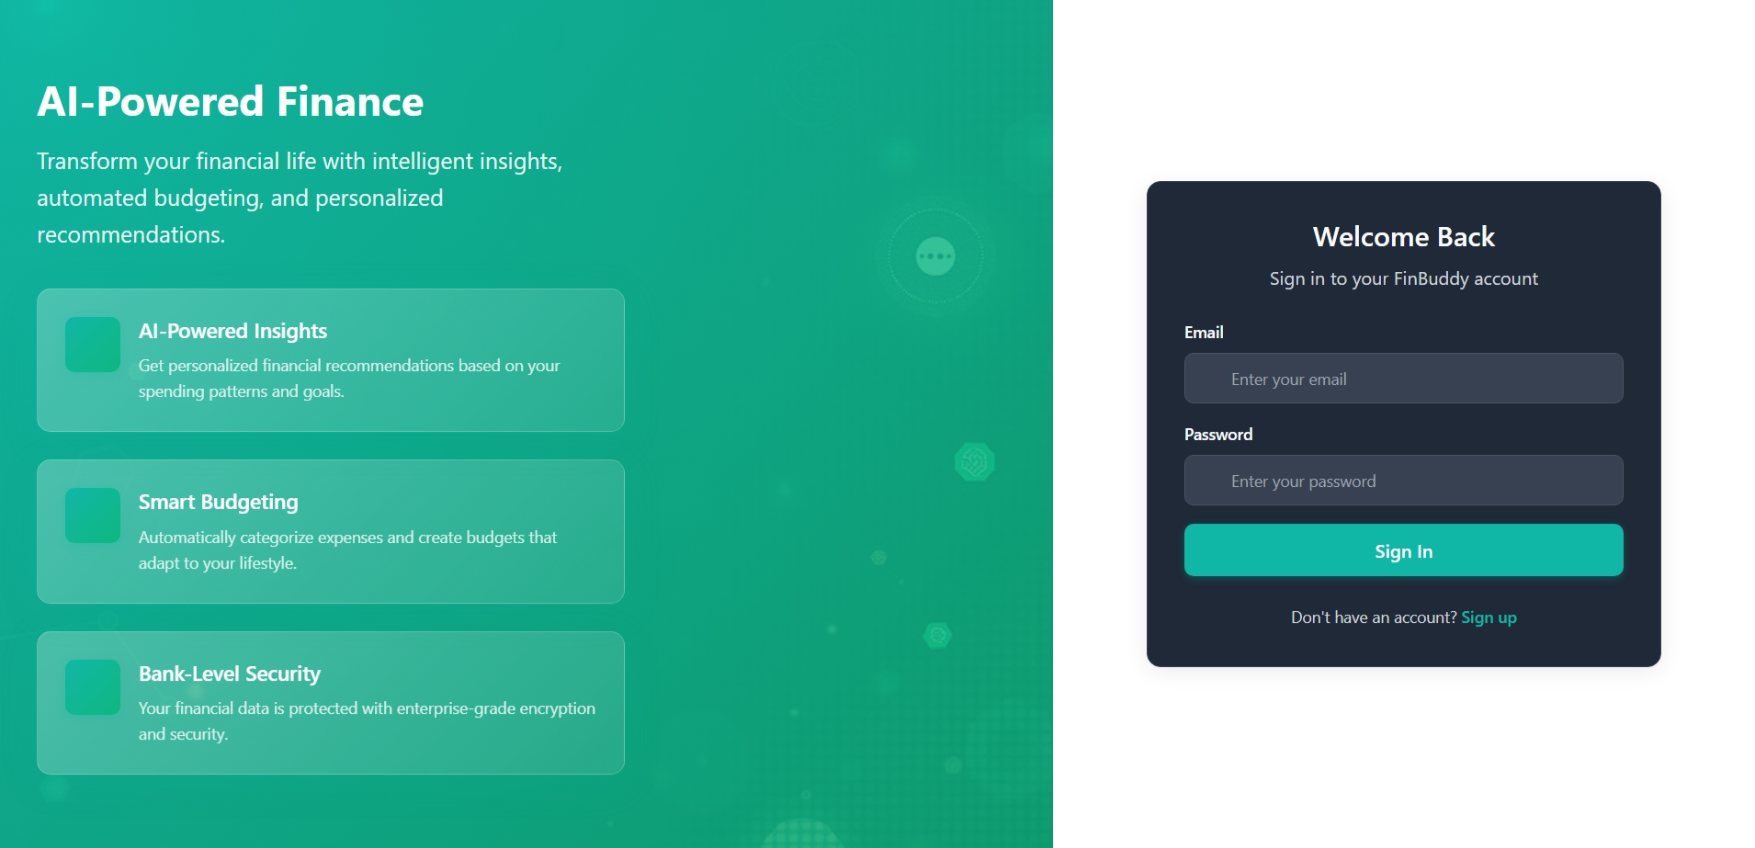 AI-Powered Finance
Transform your financial life with intelligent insights,
automated budgeting, and personalized
recommendations.
AI-Powered Insights
Get personalized financial recommendations based on your
spending patterns and goals.
Smart Budgeting
Automatically categorize expenses and create budgets that
adapt to your lifestyle.
Bank-Level Security
Your financial data is protected with enterprise-grade encryption
and security.
Welcome Back
Sign in to your FinBuddy account
Email
Enter your email
Password
Enter your password
Sign In
Don't have an account? Sign up